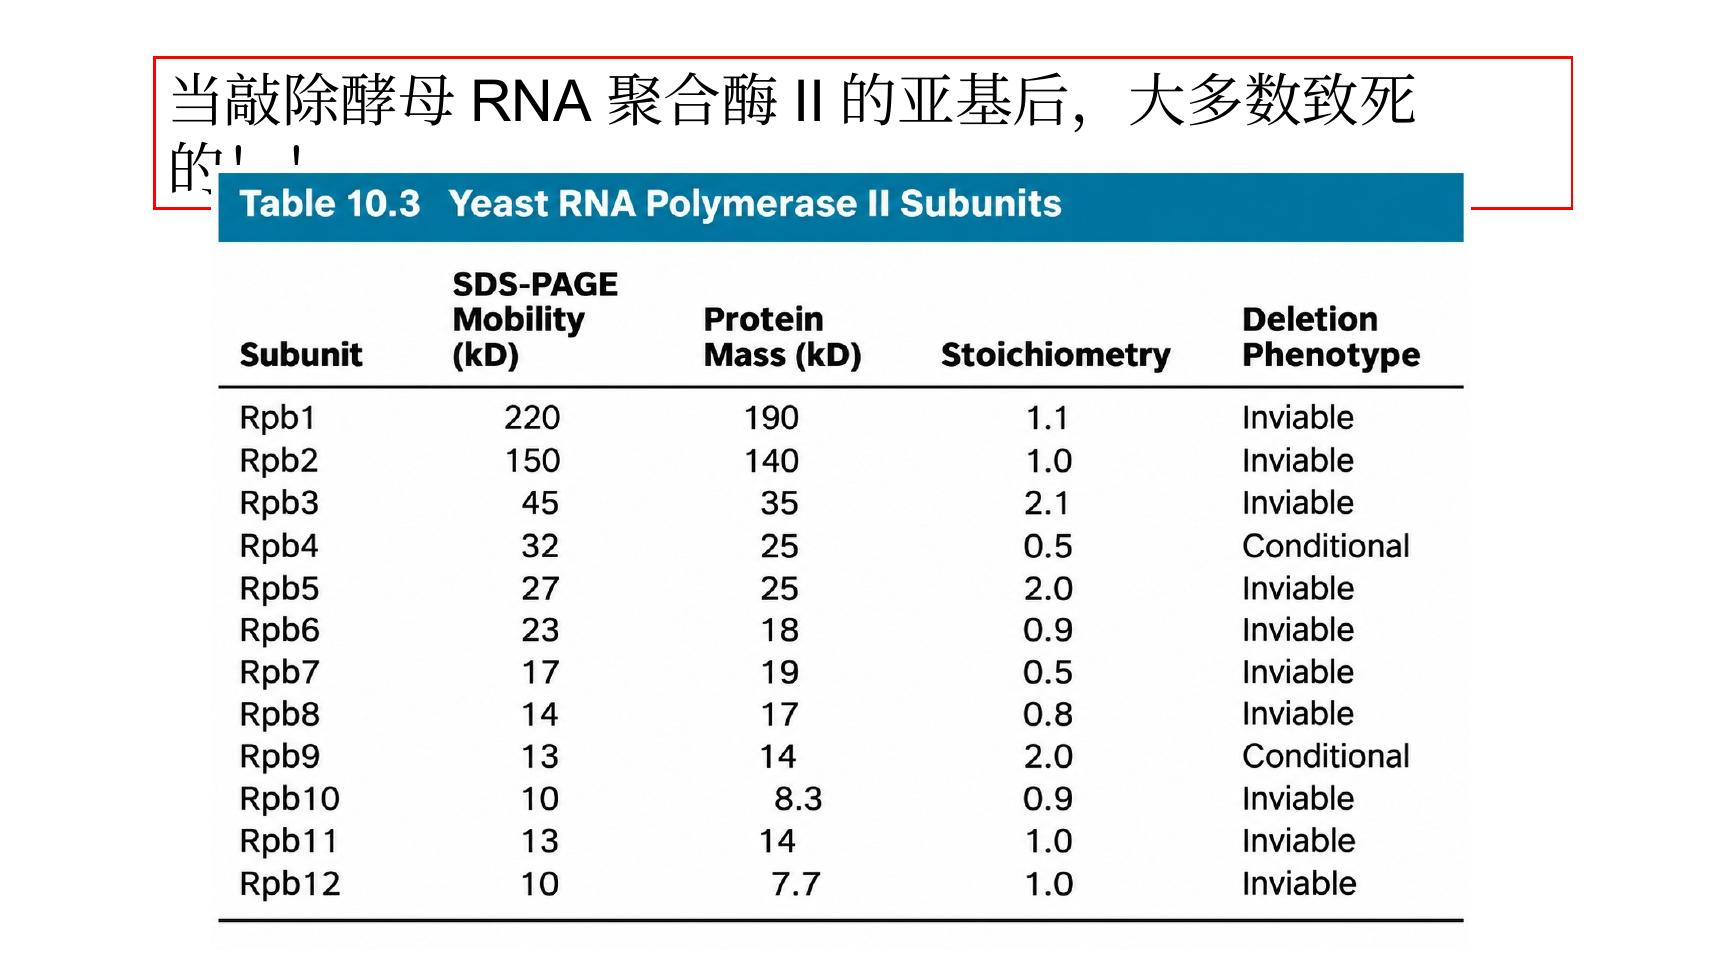 当敲除酵母 RNA 聚合酶 II 的亚基后，大多数致死
的！！
Table 10.3 Yeast RNA Polymerase II Subunits
Subunit SDS-PAGE Mobility (kD) Protein Mass (kD) Stoichiometry Deletion Phenotype
Rpb1 220 190 1.1 Inviable
Rpb2 150 140 1.0 Inviable
Rpb3 45 35 2.1 Inviable
Rpb4 32 25 0.5 Conditional
Rpb5 27 25 2.0 Inviable
Rpb6 23 18 0.9 Inviable
Rpb7 17 19 0.5 Inviable
Rpb8 14 17 0.8 Inviable
Rpb9 13 14 2.0 Conditional
Rpb10 10 8.3 0.9 Inviable
Rpb11 13 14 1.0 Inviable
Rpb12 10 7.7 1.0 Inviable